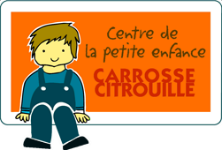 Centre de
la petite enfance
CARROSSE
CITROUILLE